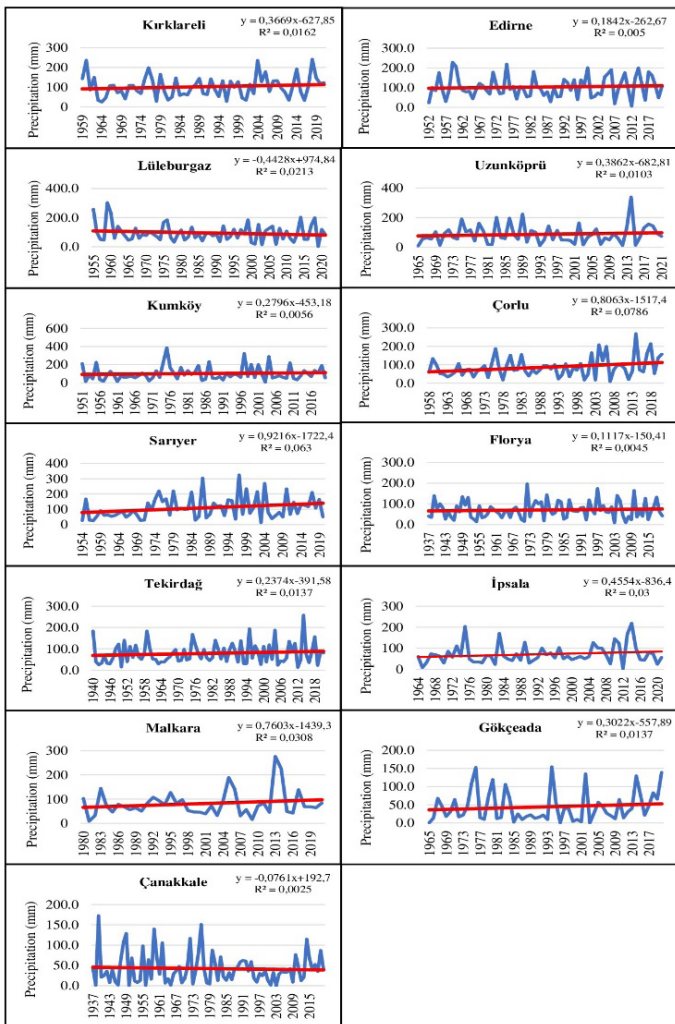 Kırklareli
y = 0,3669x-627,85
R² = 0,0162
Precipitation (mm)
300
200
100
0
1959 1964 1969 1974 1979 1984 1989 1994 1999 2004 2009 2014 2019
Edirne
y = 0,1842x-262,67
R² = 0,005
Precipitation (mm)
300.0
200.0
100.0
0.0
1952 1957 1962 1967 1972 1977 1982 1987 1992 1997 2002 2007 2012 2017
Lüleburgaz
y = -0,4428x+974,84
R² = 0,0213
Precipitation (mm)
400.0
200.0
0.0
1955 1960 1965 1970 1975 1980 1985 1990 1995 2000 2005 2010 2015 2020
Uzunköprü
y = 0,3862x-682,81
R² = 0,0103
Precipitation (mm)
400
200
0
1965 1969 1973 1977 1981 1985 1989 1993 1997 2001 2005 2009 2013 2017 2021
Kumköy
y = 0,2796x-453,18
R² = 0,0056
Precipitation (mm)
600
400
200
0
1951 1956 1961 1966 1971 1976 1981 1986 1991 1996 2001 2006 2011 2016
Çorlu
y = 0,8063x-1517,4
R² = 0,0786
Precipitation (mm)
300.0
200.0
100.0
0.0
1958 1963 1968 1973 1978 1983 1988 1993 1998 2003 2008 2013 2018
Sarıyer
y = 0,9216x-1722,4
R² = 0,063
Precipitation (mm)
400
300
200
100
0
1954 1959 1964 1969 1974 1979 1984 1989 1994 1999 2004 2009 2014 2019
Florya
y = 0,1117x-150,41
R² = 0,0045
Precipitation (mm)
300.0
200.0
100.0
0.0
1937 1943 1949 1955 1961 1967 1973 1979 1985 1991 1997 2003 2009 2015
Tekirdağ
y = 0,2374x-391,58
R² = 0,0137
Precipitation (mm)
300.0
200.0
100.0
0.0
1940 1946 1952 1958 1964 1970 1976 1982 1988 1994 2000 2006 2012 2018
İpsala
y = 0,4554x-836,4
R² = 0,03
Precipitation (mm)
300
200
100
0
1964 1968 1972 1976 1980 1984 1988 1992 1996 2000 2004 2008 2012 2016 2020
Malkara
y = 0,7603x-1439,3
R² = 0,0308
Precipitation (mm)
300
200
100
0
1980 1983 1986 1989 1992 1995 1998 2001 2004 2007 2010 2013 2016 2019
Gökçeada
y = 0,3022x-557,89
R² = 0,0137
Precipitation (mm)
200.0
150.0
100.0
50.0
0.0
1965 1969 1973 1977 1981 1985 1989 1993 1997 2001 2005 2009 2013 2017
Çanakkale
y = -0,0761x+192,7
R² = 0,0025
Precipitation (mm)
200.0
150.0
100.0
50.0
0.0
1937 1943 1949 1955 1961 1967 1973 1979 1985 1991 1997 2003 2009 2015